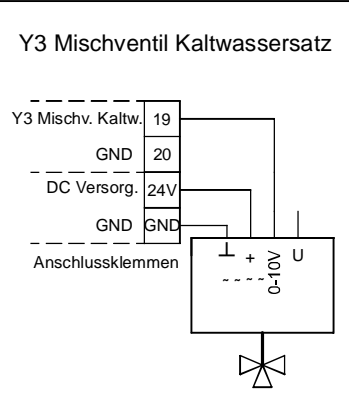 Y3 Mischventil Kaltwassersatz
Y3 Mischv. Kaltw. 19
GND 20
DC Versorg. 24V
GND GND
Anschlussklemmen
⊥ + 0-10V U
~ ~ ~ ~